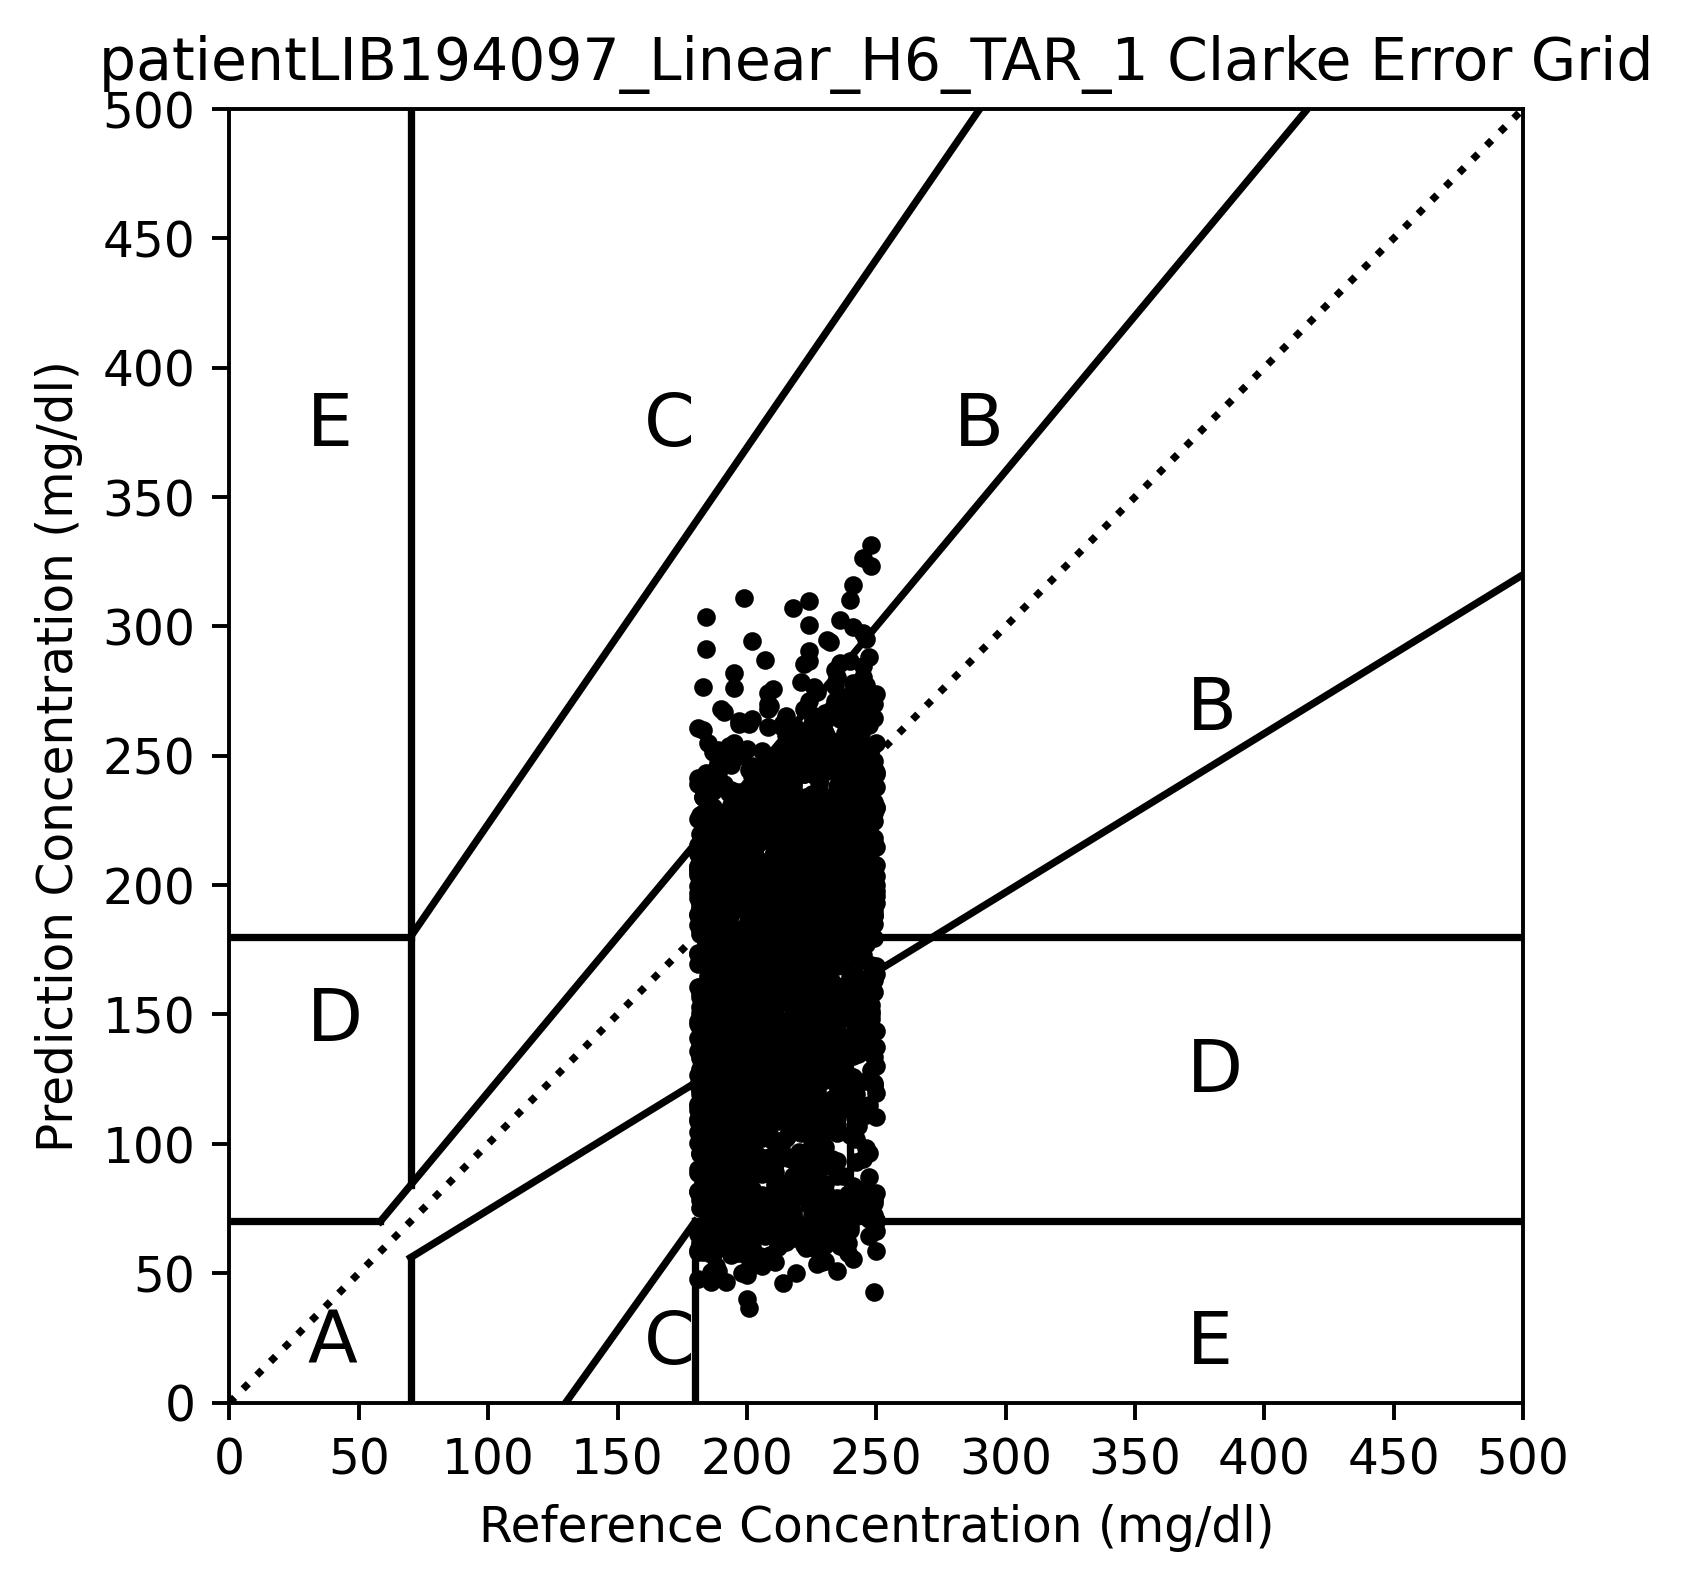 patientLIB194097_Linear_H6_TAR_1 Clarke Error Grid
500
450
400
350
300
250
200
150
100
50
0
Prediction Concentration (mg/dl)
E
C
B
B
D
D
A
C
E
0 50 100 150 200 250 300 350 400 450 500
Reference Concentration (mg/dl)